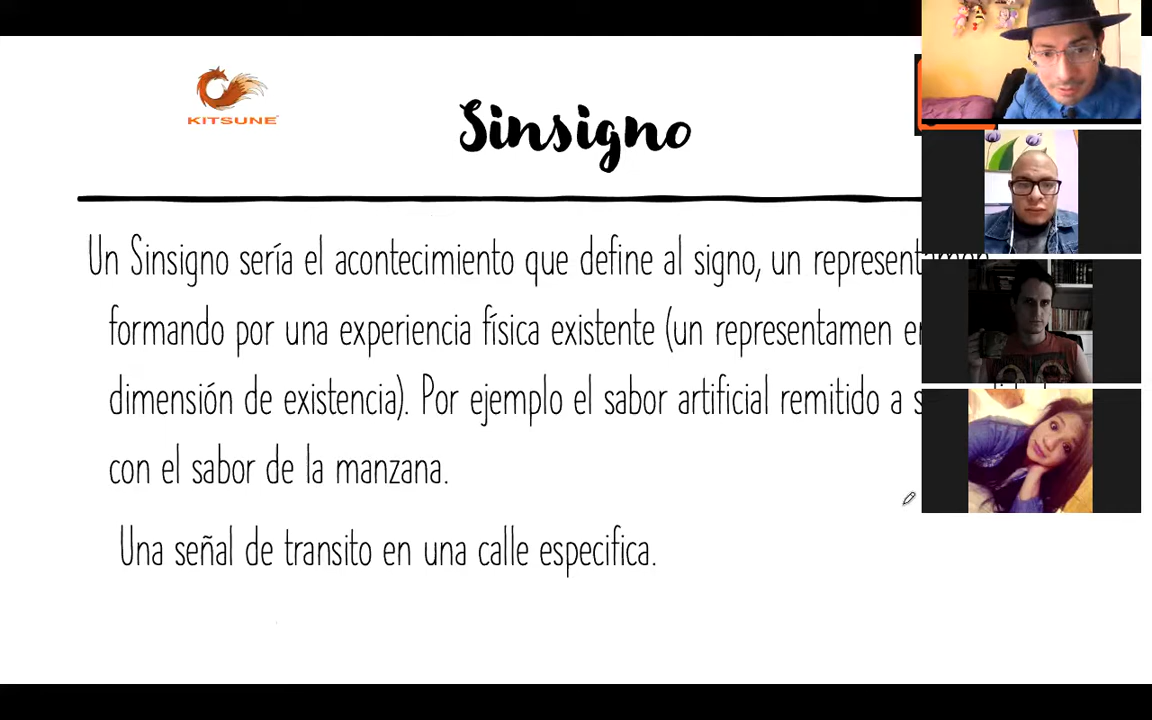 KITSUNE
Sinsigno
Un Sinsigno sería el acontecimiento que define al signo, un representamen
formando por una experiencia física existente (un representamen en
dimensión de existencia). Por ejemplo el sabor artificial remitido a
con el sabor de la manzana.
Una señal de transito en una calle especifica.